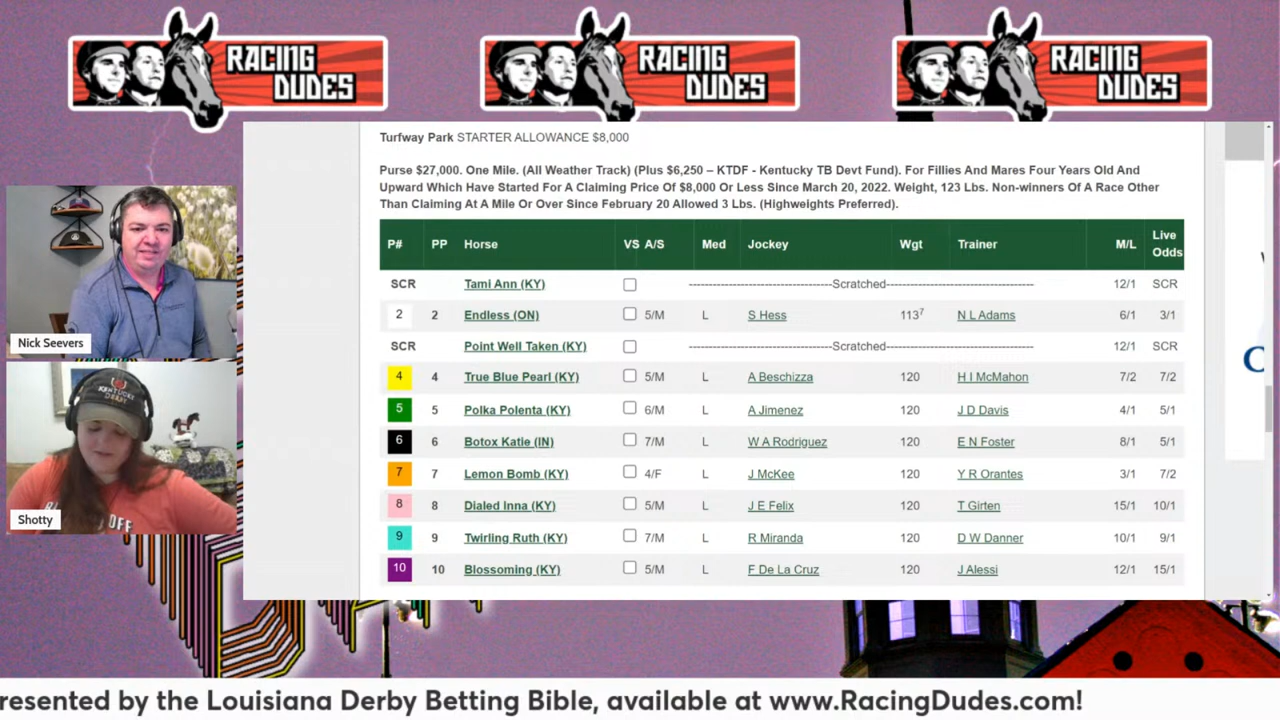 RACING
DUDES
RACING
DUDES
RACING
DUDES
Turfway Park STARTER ALLOWANCE $8,000
Purse $27,000. One Mile. (All Weather Track) (Plus $6,250 – KTDF - Kentucky TB Devt Fund). For Fillies And Mares Four Years Old And
Upward Which Have Started For A Claiming Price Of $8,000 Or Less Since March 20, 2022. Weight, 123 Lbs. Non-winners Of A Race Other
Than Claiming At A Mile Or Over Since February 20 Allowed 3 Lbs. (Highweights Preferred).
P# PP Horse VS A/S Med Jockey Wgt Trainer M/L Live Odds
SCR Tami Ann (KY) ----Scratched---- 12/1 SCR
2 2 Endless (ON) 5/M L S Hess 113⁷ N L Adams 6/1 3/1
SCR Point Well Taken (KY) ----Scratched---- 12/1 SCR
4 4 True Blue Pearl (KY) 5/M L A Beschizza 120 H I McMahon 7/2 7/2
5 5 Polka Polenta (KY) 6/M L A Jimenez 120 J D Davis 4/1 5/1
6 6 Botox Katie (IN) 7/M L W A Rodriguez 120 E N Foster 8/1 5/1
7 7 Lemon Bomb (KY) 4/F L J McKee 120 Y R Orantes 3/1 7/2
8 8 Dialed Inna (KY) 5/M L J E Felix 120 T Girten 15/1 10/1
9 9 Twirling Ruth (KY) 7/M L R Miranda 120 D W Danner 10/1 9/1
10 10 Blossoming (KY) 5/M L F De La Cruz 120 J Alessi 12/1 15/1
Nick Seevers
KENTUCKY
DERBY
OFF
Shotty
resented by the Louisiana Derby Betting Bible, available at www.RacingDudes.com!